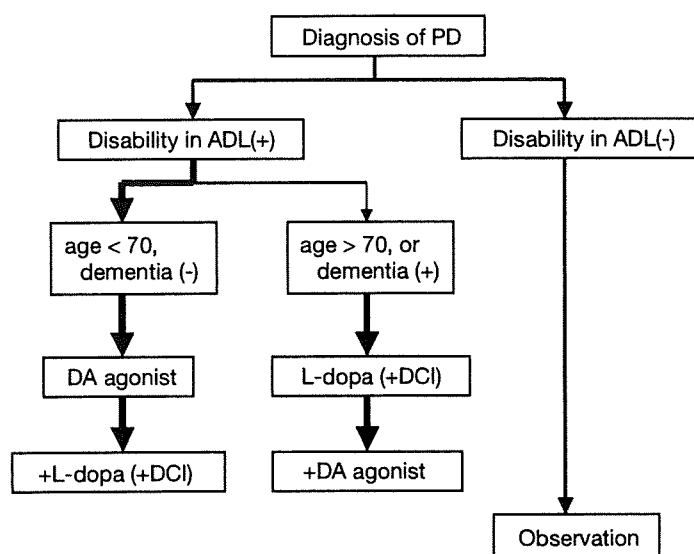 Diagnosis of PD
Disability in ADL(+)
Disability in ADL(-)
age < 70,
dementia (-)
age > 70, or
dementia (+)
DA agonist
L-dopa (+DCI)
+L-dopa (+DCI)
+DA agonist
Observation